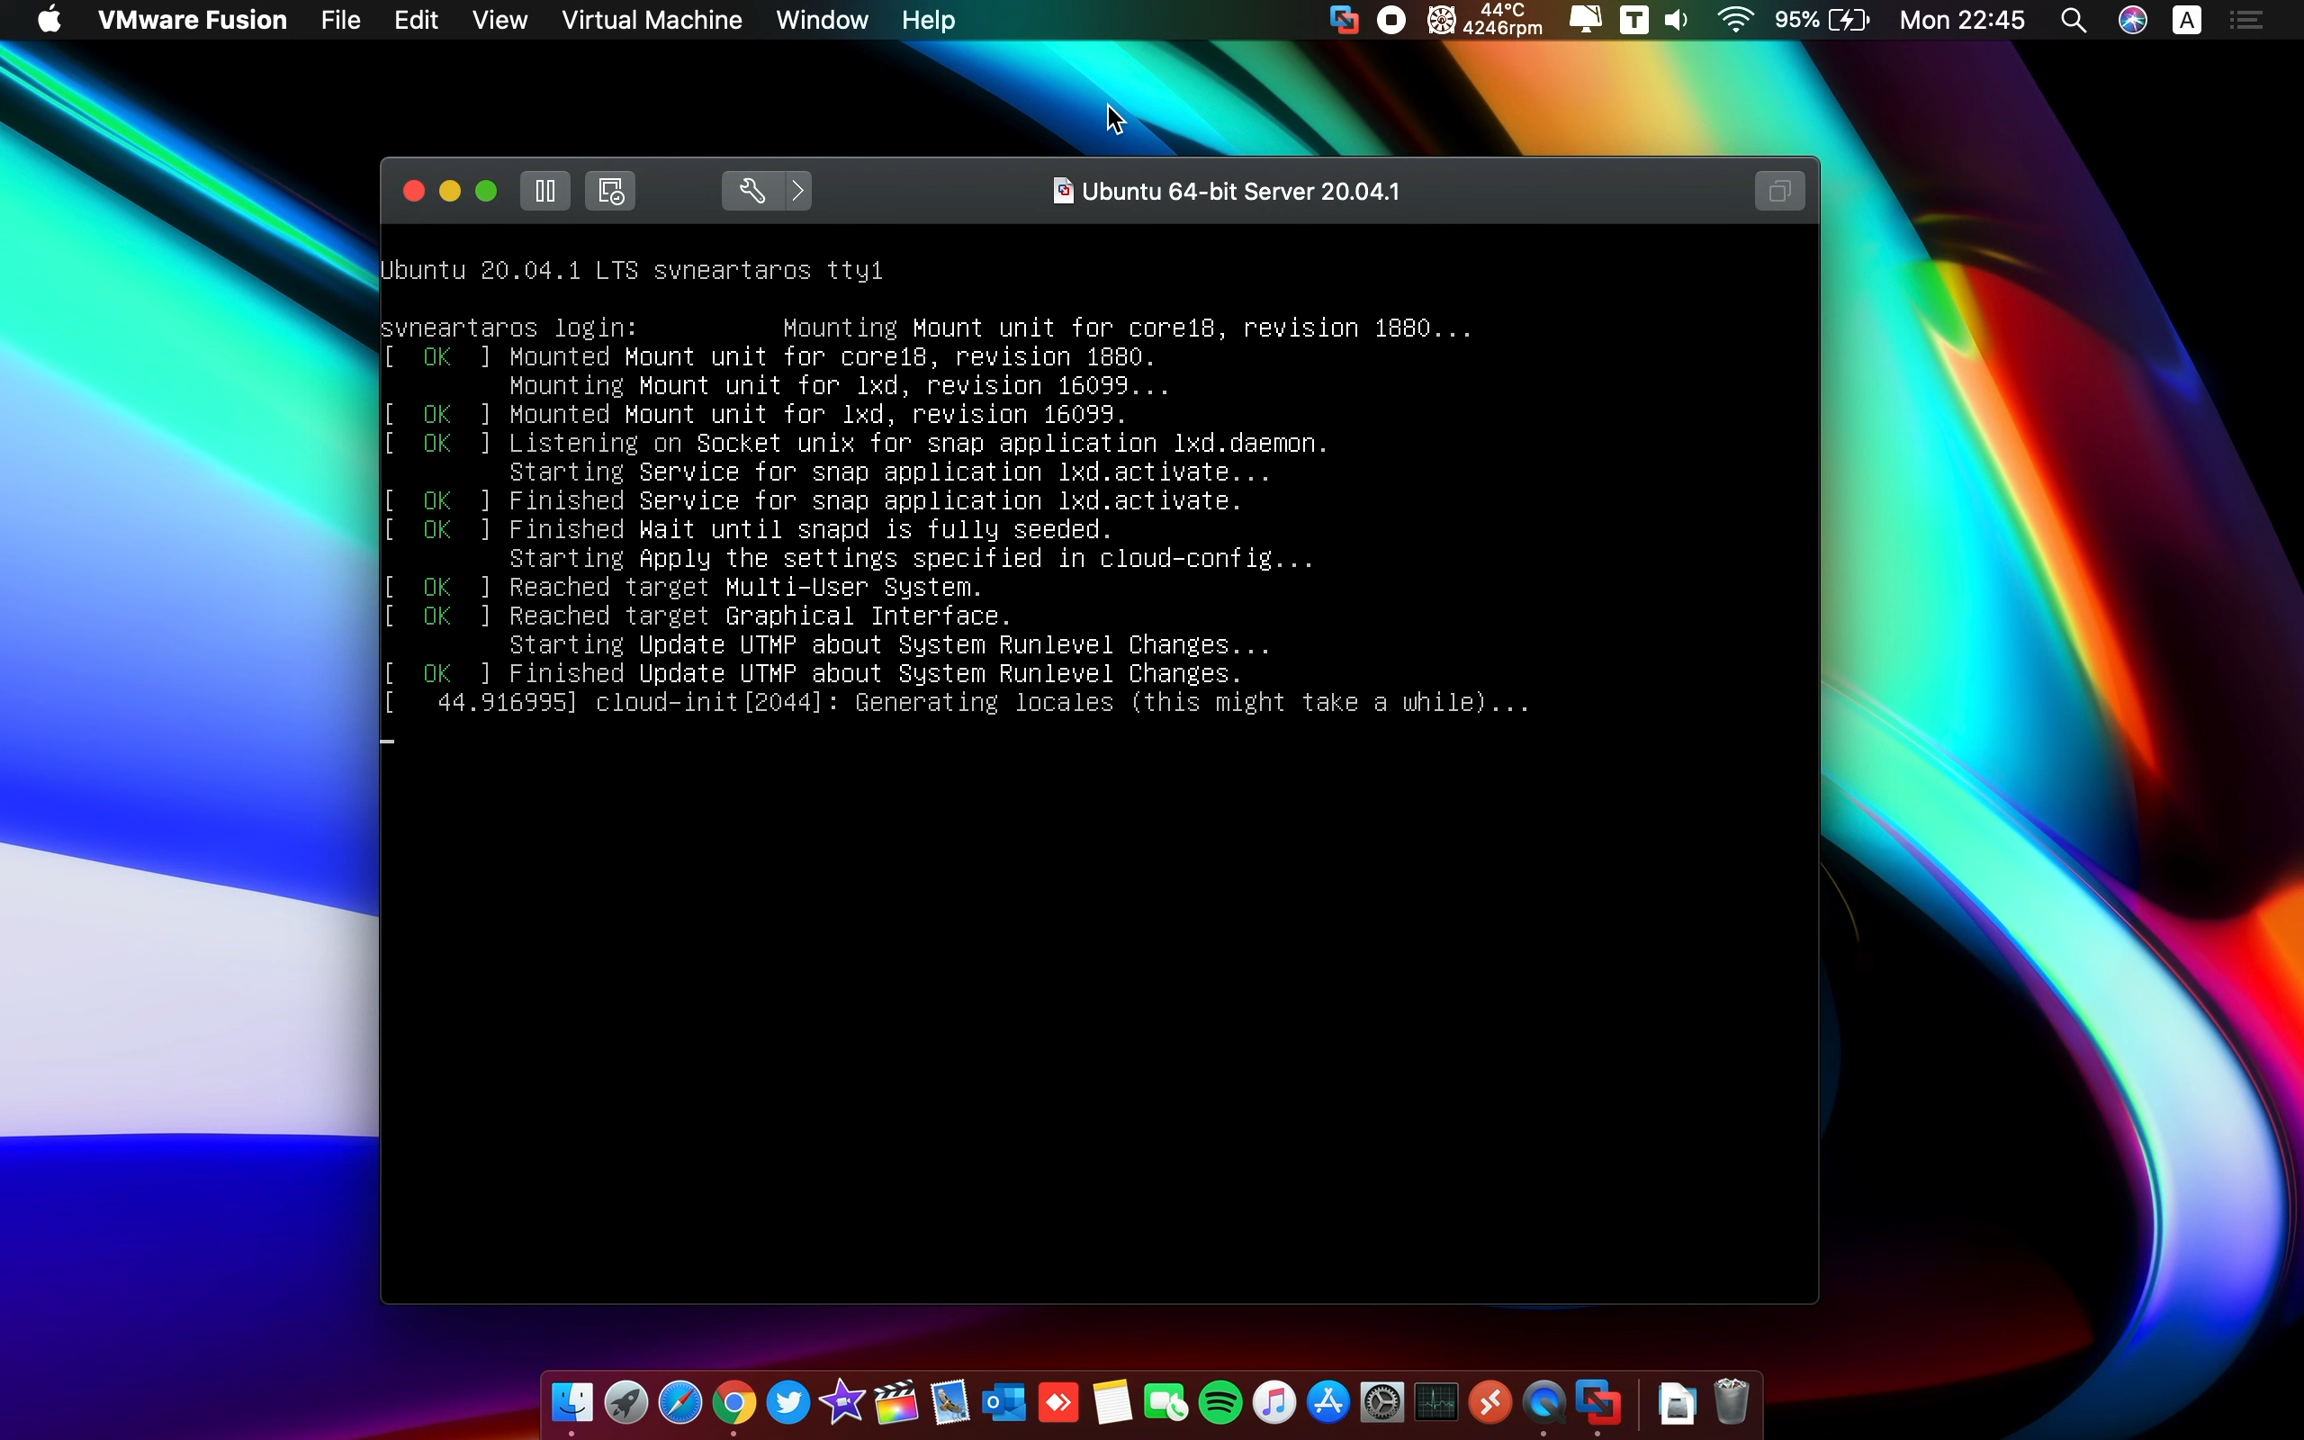 VMware Fusion File Edit View Virtual Machine Window Help 44°C 4246rpm T 95% Mon 22:45 A
Ubuntu 64-bit Server 20.04.1
Ubuntu 20.04.1 LTS svneartaros tty1
svneartaros login:          Mounting Mount unit for core18, revision 1880...
[  OK  ] Mounted Mount unit for core18, revision 1880.
         Mounting Mount unit for lxd, revision 16099...
[  OK  ] Mounted Mount unit for lxd, revision 16099.
[  OK  ] Listening on Socket unix for snap application lxd.daemon.
         Starting Service for snap application lxd.activate...
[  OK  ] Finished Service for snap application lxd.activate.
[  OK  ] Finished Wait until snapd is fully seeded.
         Starting Apply the settings specified in cloud-config...
[  OK  ] Reached target Multi-User System.
[  OK  ] Reached target Graphical Interface.
         Starting Update UTMP about System Runlevel Changes...
[  OK  ] Finished Update UTMP about System Runlevel Changes.
[   44.916995] cloud-init[2044]: Generating locales (this might take a while)...